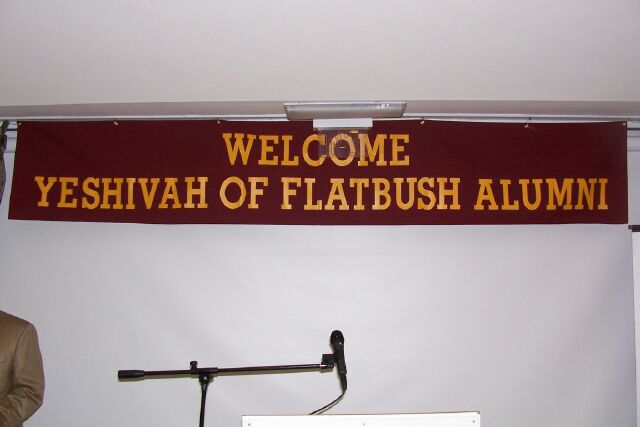 WELCOME
YESHIVAH OF FLATBUSH ALUMNI